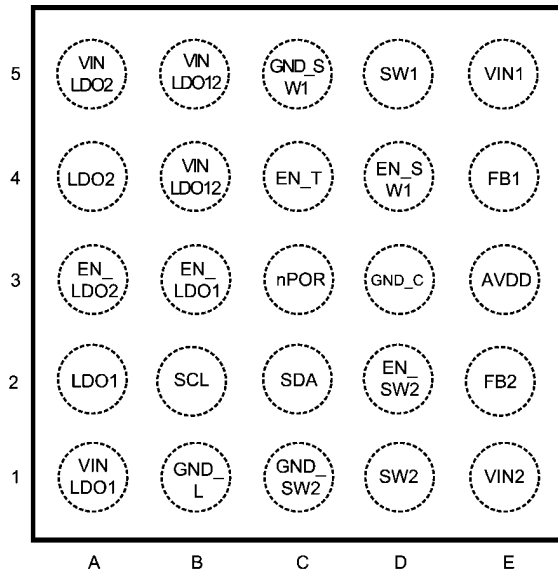 5
VIN
LDO2
VIN
LDO12
GND_S
W1
SW1
VIN1
4
LDO2
VIN
LDO12
EN_T
EN_S
W1
FB1
3
EN_
LDO2
EN_
LDO1
nPOR
GND_C
AVDD
2
LDO1
SCL
SDA
EN_
SW2
FB2
1
VIN
LDO1
GND_
L
GND_
SW2
SW2
VIN2
A B C D E